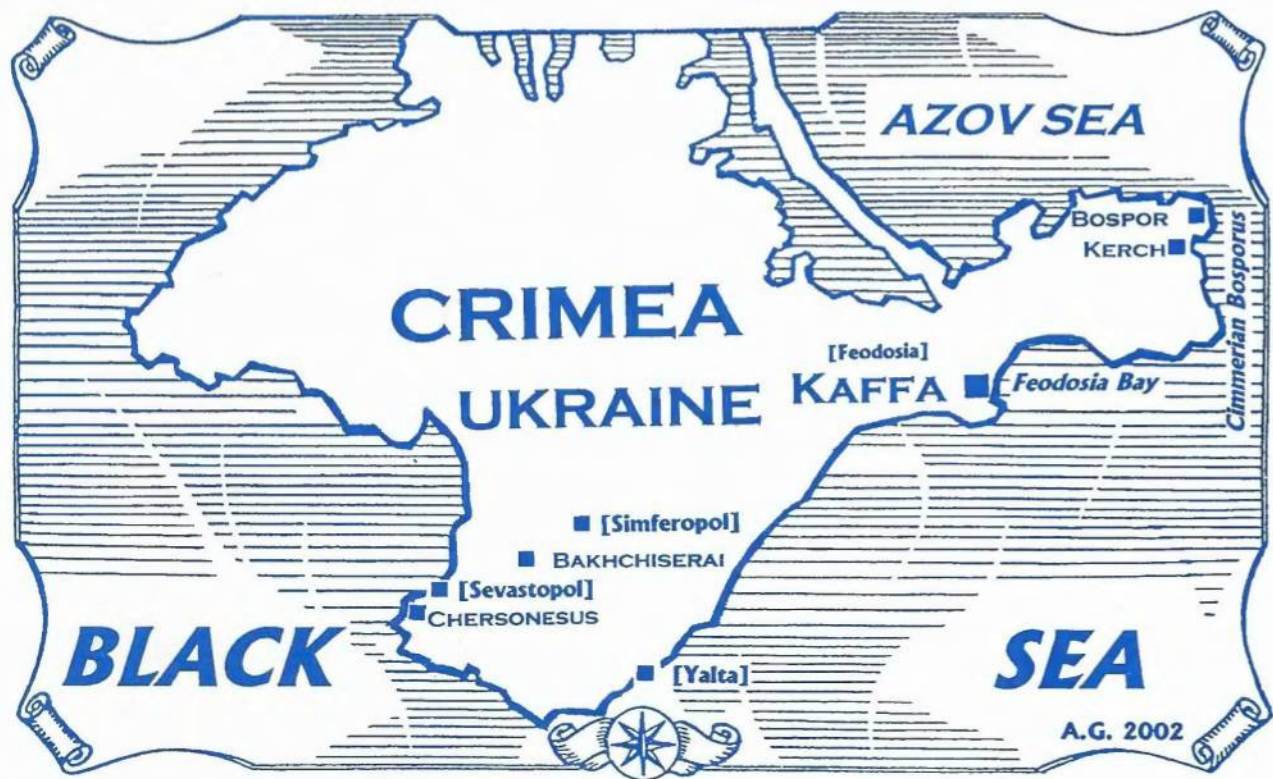 AZOV SEA
BOSPOR
KERCH
Cimmerian Bosporus
CRIMEA
UKRAINE
[Feodosia]
KAFFA
Feodosia Bay
[Simferopol]
BAKHCHISERAI
[Sevastopol]
CHERSONESUS
[Yalta]
BLACK
SEA
A.G. 2002